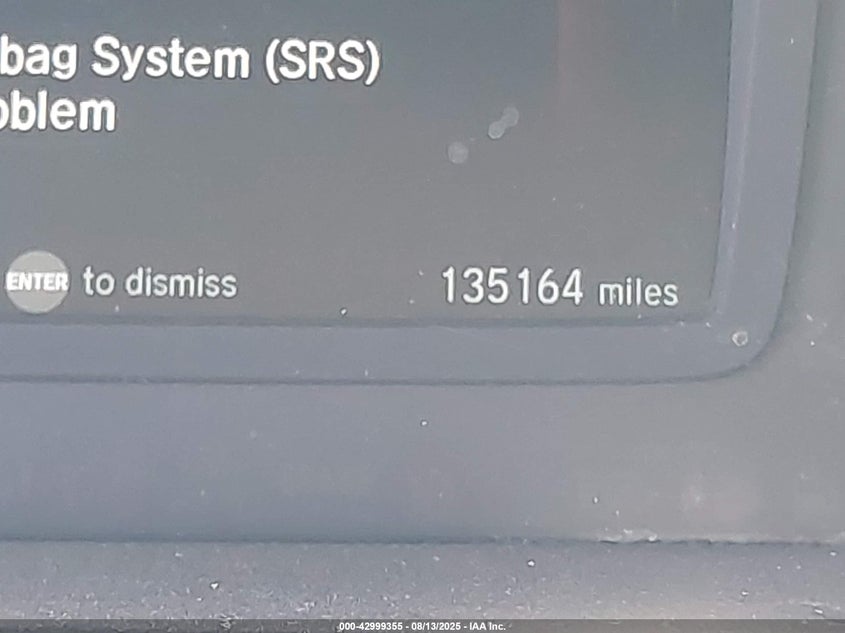 bag System (SRS)
oblem
ENTER to dismiss
135164 miles
000-42999355 - 08/13/2025 - IAA Inc.